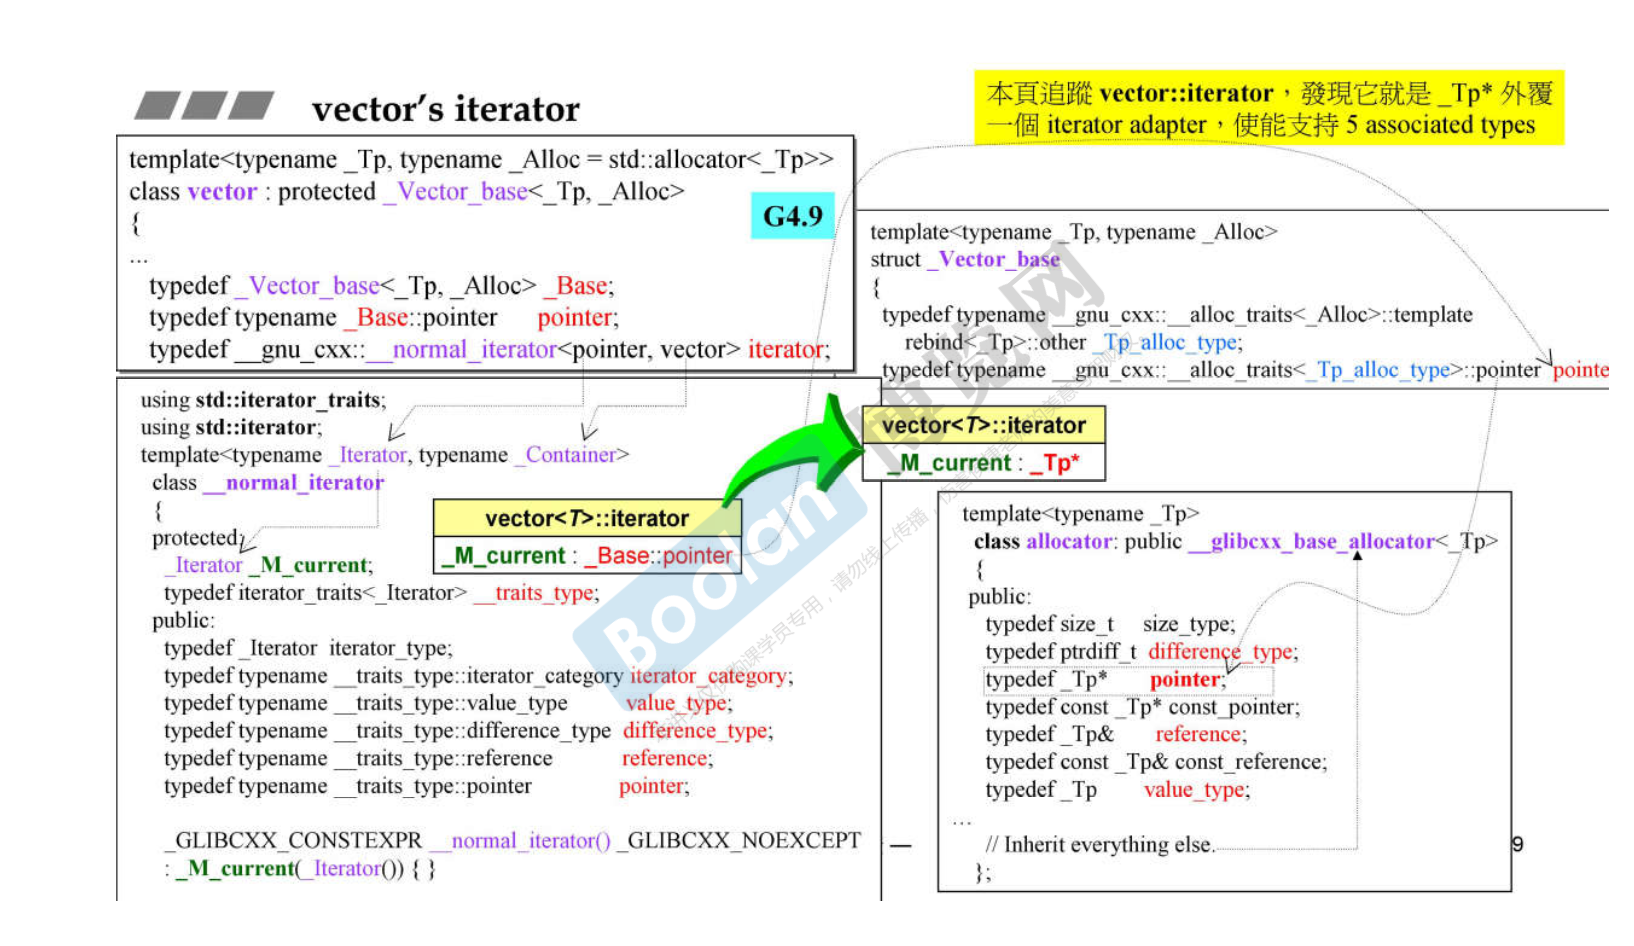 vector’s iterator
本頁追蹤 vector::iterator，發現它就是 _Tp* 外覆
一個 iterator adapter，使能支持 5 associated types
template<typename _Tp, typename _Alloc = std::allocator<_Tp>>
class vector : protected _Vector_base<_Tp, _Alloc>
{
...
typedef _Vector_base<_Tp, _Alloc> _Base;
typedef typename _Base::pointer pointer;
typedef __gnu_cxx::__normal_iterator<pointer, vector> iterator;
G4.9
template<typename _Tp, typename _Alloc>
struct _Vector_base
{
typedef typename __gnu_cxx::__alloc_traits<_Alloc>::template
rebind<_Tp>::other _Tp_alloc_type;
typedef typename __gnu_cxx::__alloc_traits<_Tp_alloc_type>::pointer pointe
using std::iterator_traits;
using std::iterator;
template<typename _Iterator, typename _Container>
class __normal_iterator
{
protected:
_Iterator _M_current;
typedef iterator_traits<_Iterator> __traits_type;
public:
typedef _Iterator iterator_type;
typedef typename __traits_type::iterator_category iterator_category;
typedef typename __traits_type::value_type value_type;
typedef typename __traits_type::difference_type difference_type;
typedef typename __traits_type::reference reference;
typedef typename __traits_type::pointer pointer;
_GLIBCXX_CONSTEXPR __normal_iterator() _GLIBCXX_NOEXCEPT
: _M_current(_Iterator()) { }
vector<T>::iterator
_M_current : _Base::pointer
vector<T>::iterator
_M_current : _Tp*
template<typename _Tp>
class allocator: public __glibcxx_base_allocator<_Tp>
{
public:
typedef size_t size_type;
typedef ptrdiff_t difference_type;
typedef _Tp* pointer;
typedef const _Tp* const_pointer;
typedef _Tp& reference;
typedef const _Tp& const_reference;
typedef _Tp value_type;
...
// Inherit everything else.
};
9
Boolan 博览网